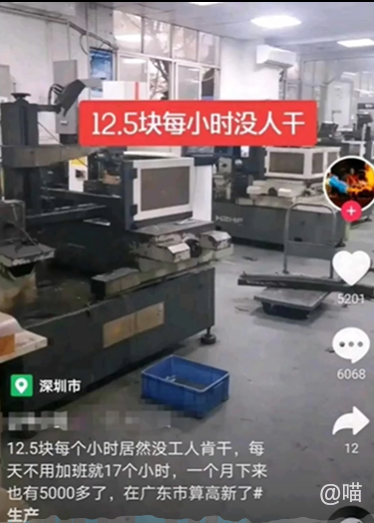 12.5块每小时没人干
5201
6068
12
深圳市
12.5块每个小时居然没工人肯干，每
天不用加班就17个小时，一个月下来
也有5000多了，在广东市算高新了#
生产
@喵